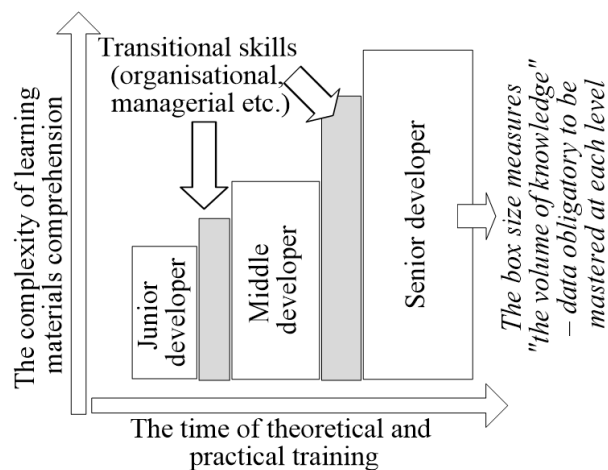 Transitional skills
(organisational,
managerial etc.)
The complexity of learning
materials comprehension
Junior
developer
Middle
developer
Senior developer
The box size measures
"the volume of knowledge"
– data obligatory to be
mastered at each level
The time of theoretical and
practical training